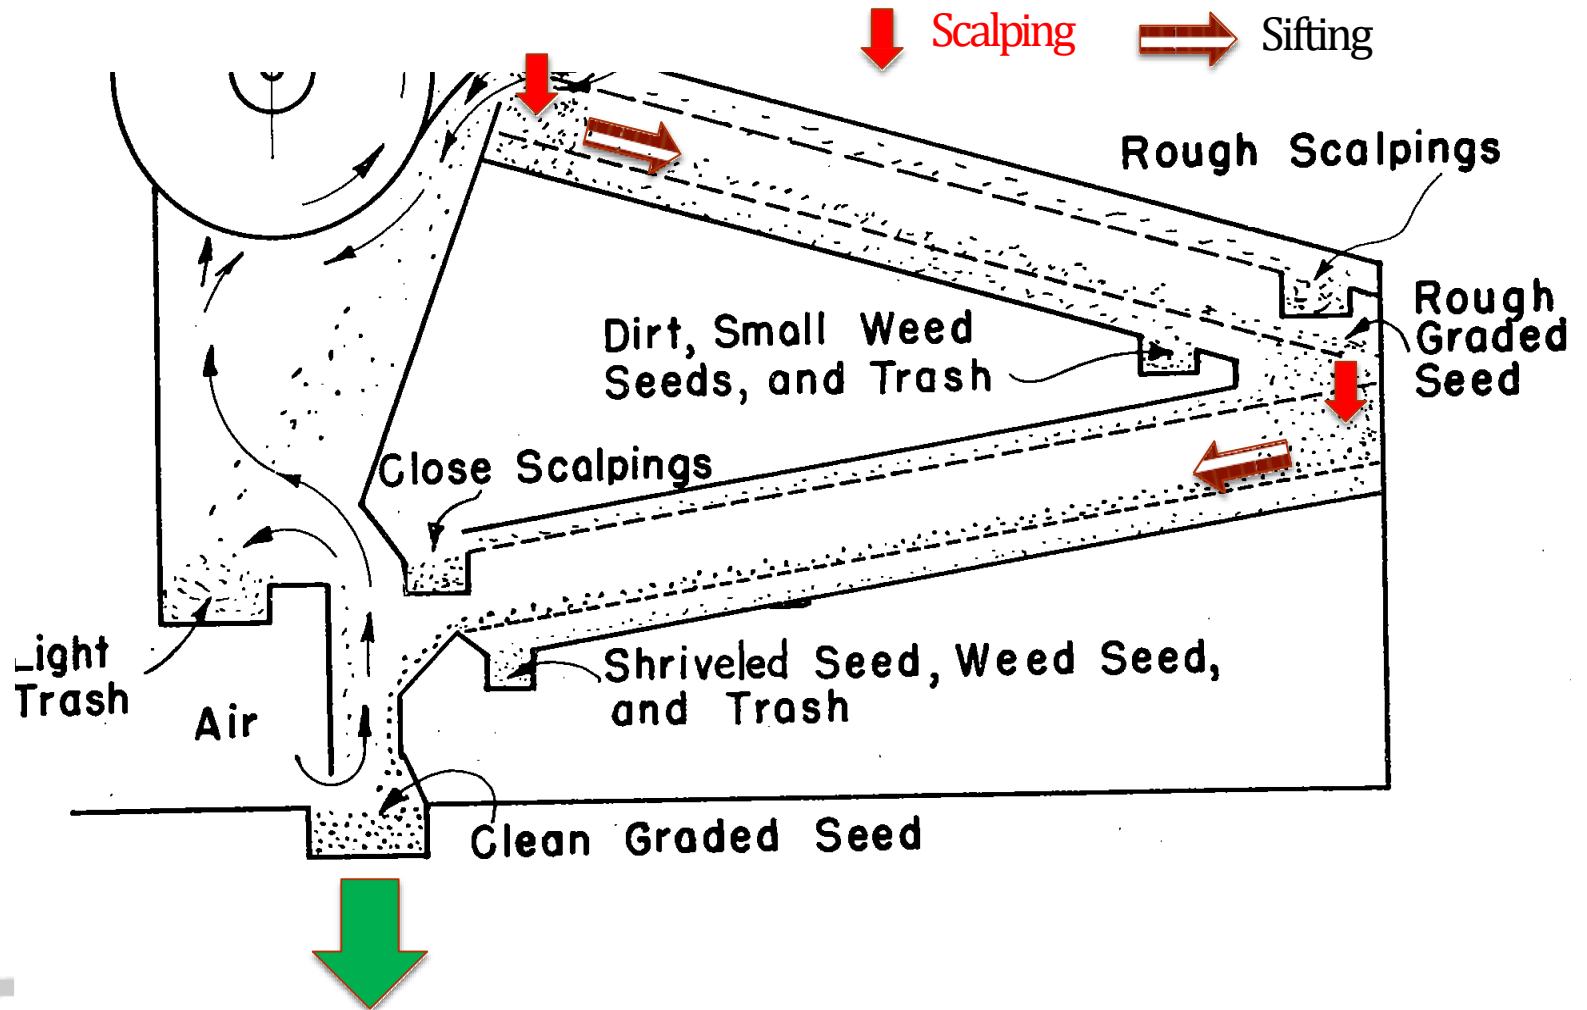 Scalping
Sifting
Rough Scalpings
Rough
Graded
Seed
Dirt, Small Weed
Seeds, and Trash
Close Scalpings
Light
Trash
Air
Shriveled Seed, Weed Seed,
and Trash
Clean Graded Seed